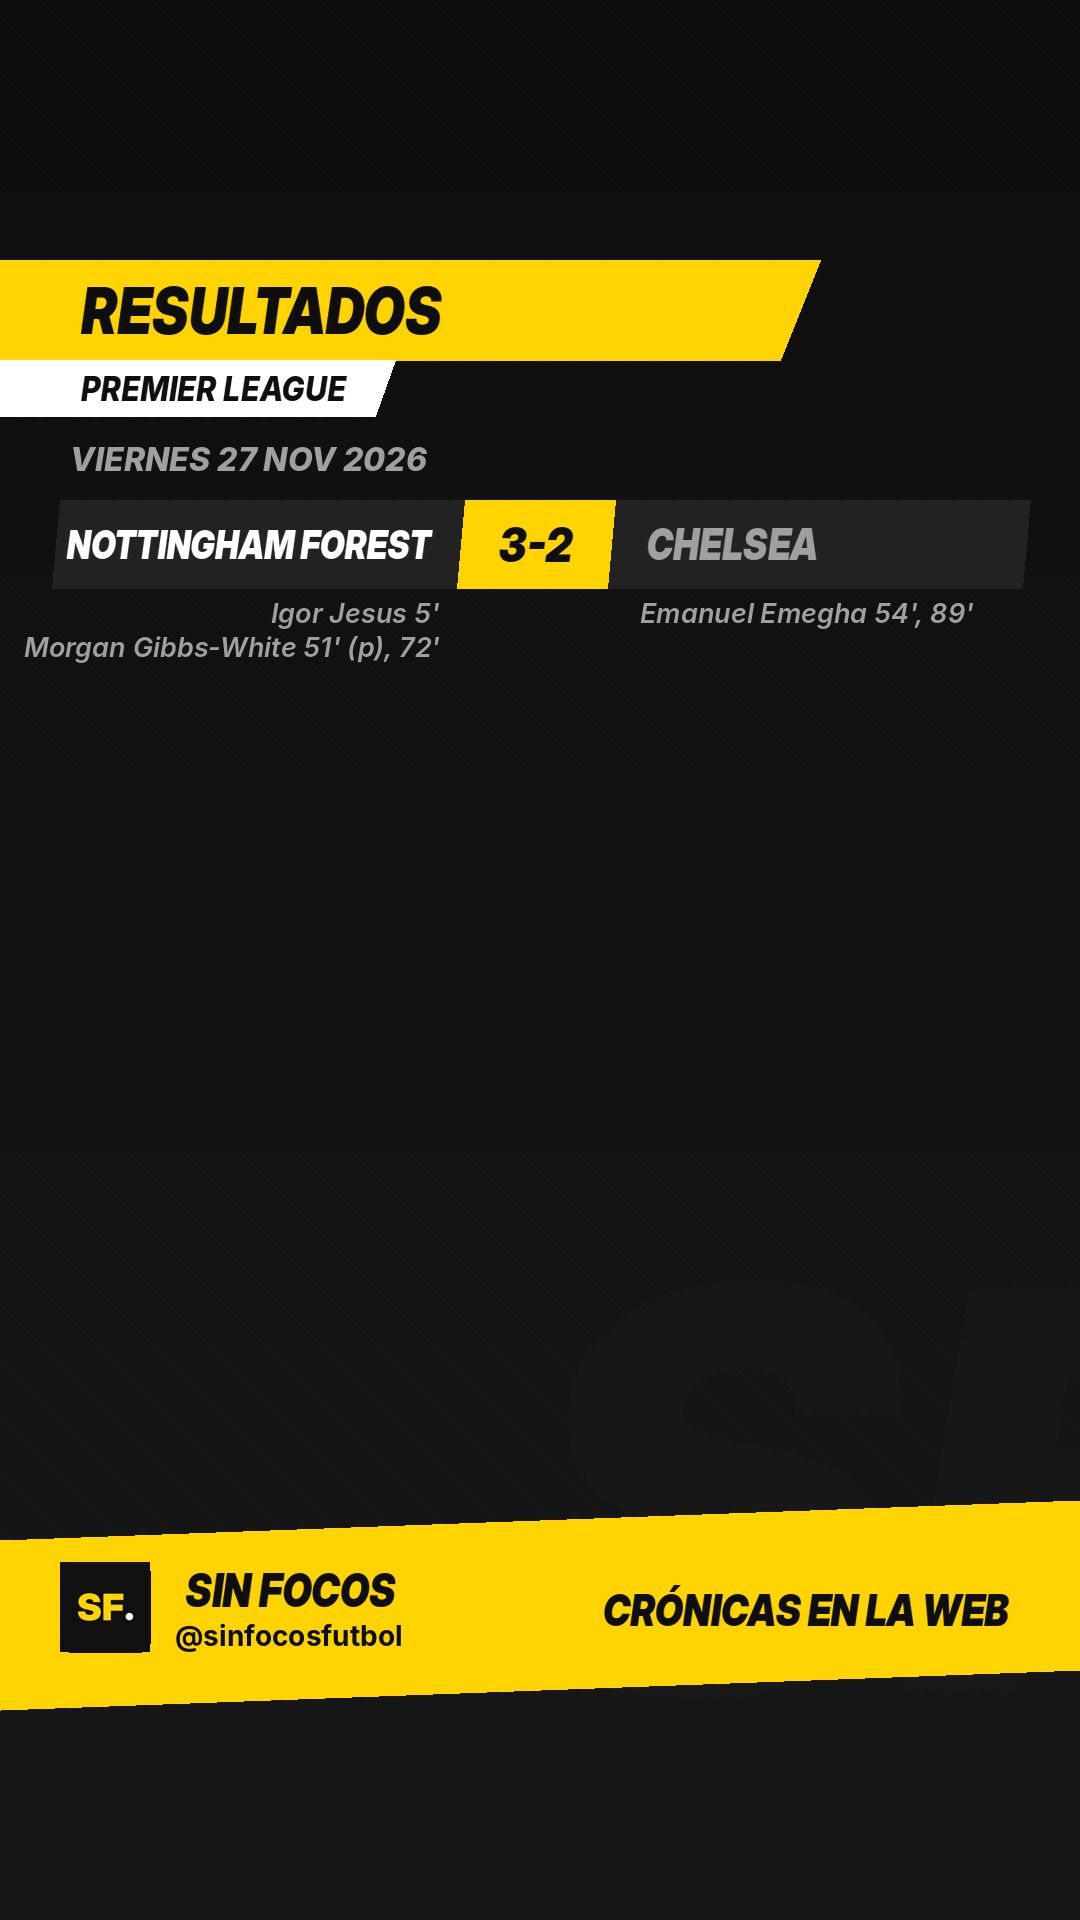 RESULTADOS
PREMIER LEAGUE
VIERNES 27 NOV 2026
NOTTINGHAM FOREST 3-2 CHELSEA
Igor Jesus 5' Emanuel Emegha 54', 89'
Morgan Gibbs-White 51' (p), 72'
SF
SF. SIN FOCOS
@sinfocosfutbol
CRÓNICAS EN LA WEB